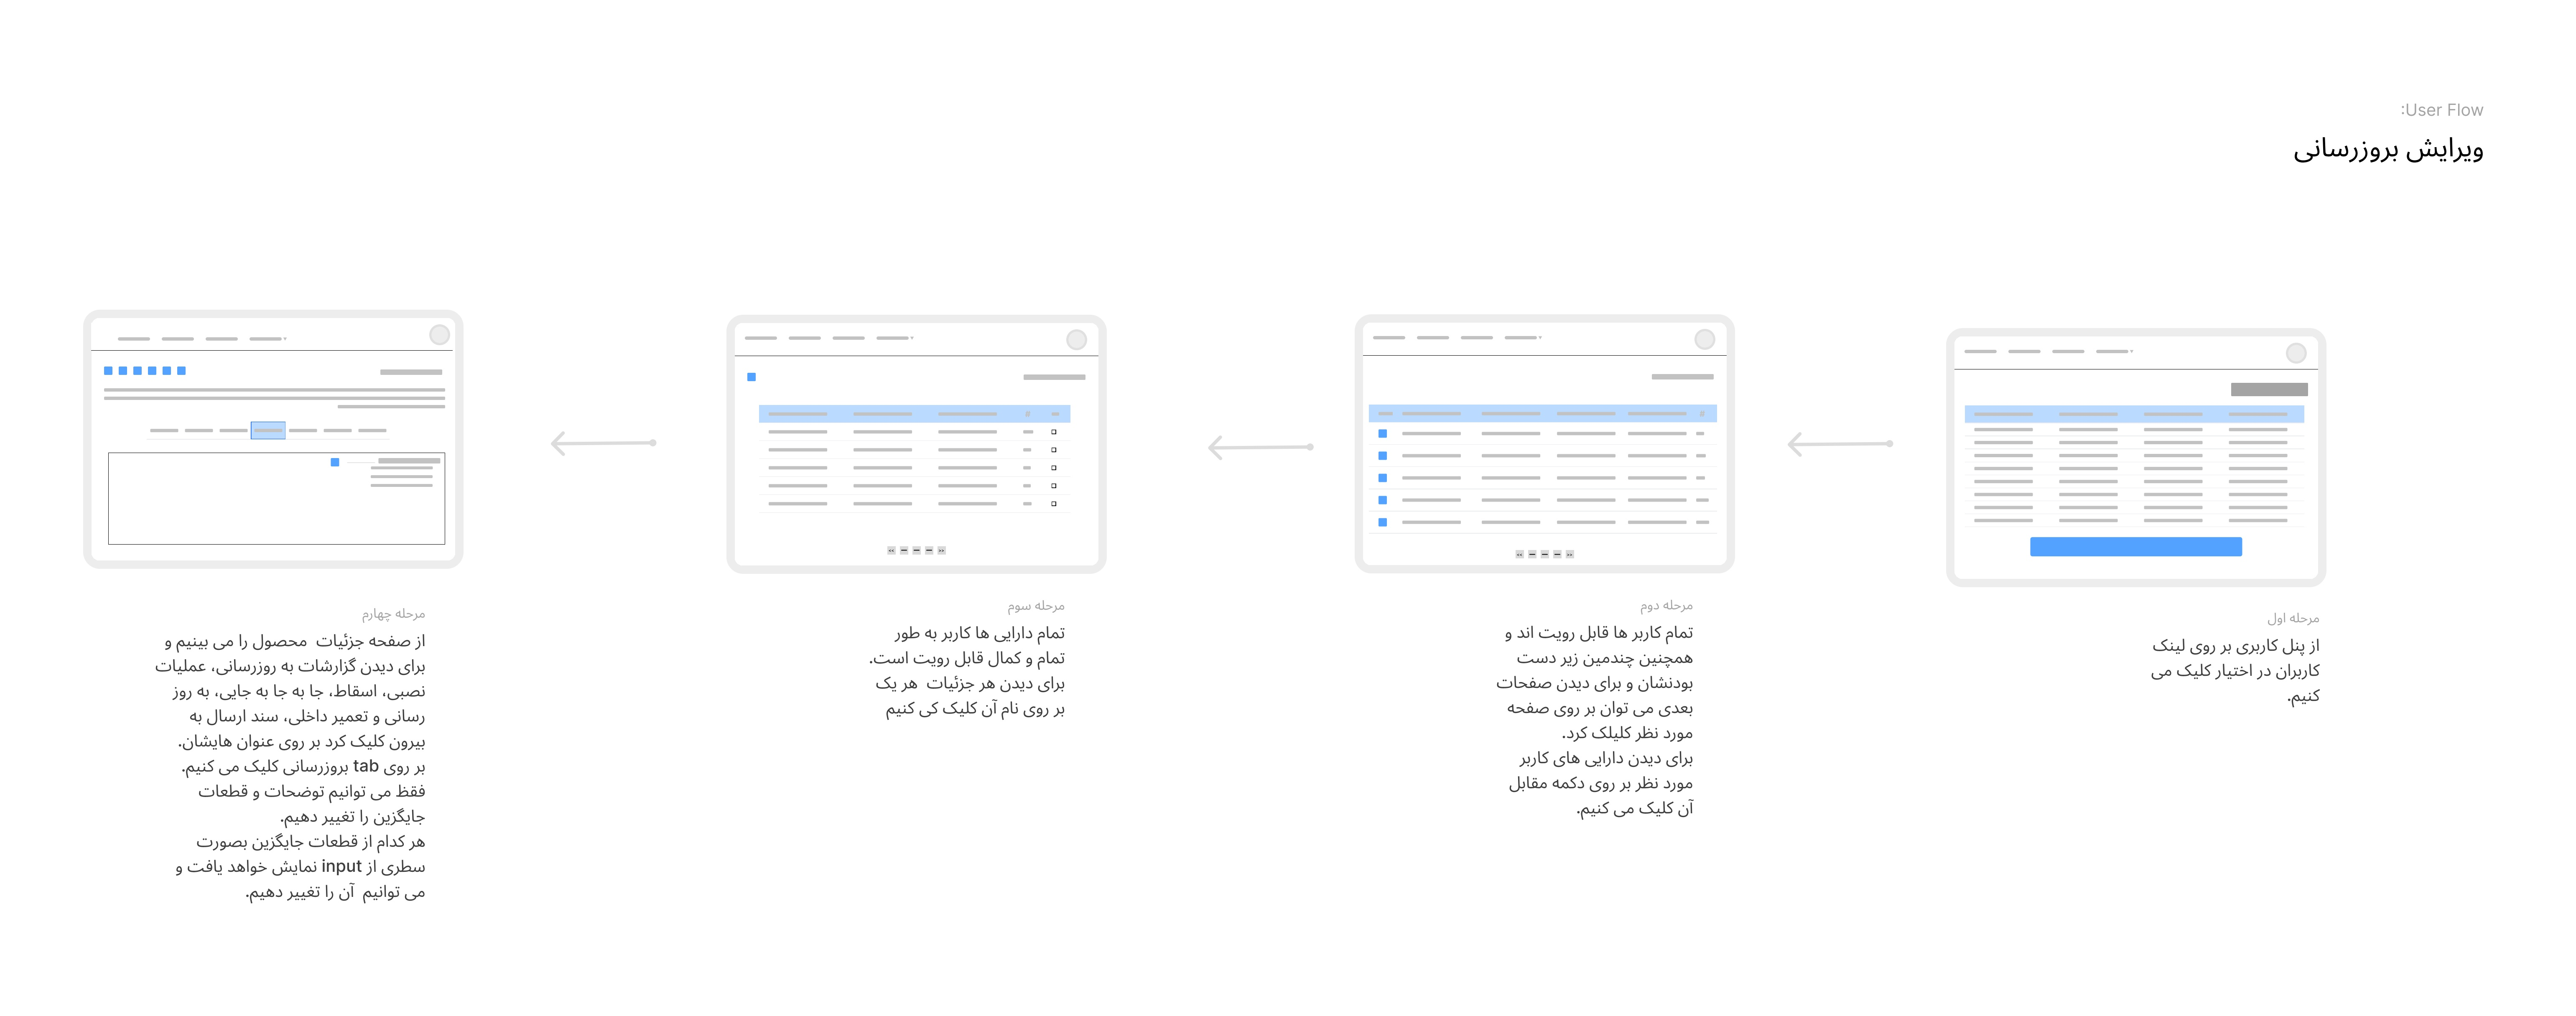 User Flow:
ویرایش بروزرسانی
مرحله اول
از پنل کاربری بر روی لینک
کاربران در اختیار کلیک می
کنیم.
مرحله دوم
تمام کاربر ها قابل رویت اند و
همچنین چندمین زیر دست
بودنشان و برای دیدن صفحات
بعدی می توان بر روی صفحه
مورد نظر کلیلک کرد.
برای دیدن دارایی های کاربر
مورد نظر بر روی دکمه مقابل
آن کلیک می کنیم.
مرحله سوم
تمام دارایی ها کاربر به طور
تمام و کمال قابل رویت است.
برای دیدن هر جزئیات  هر یک
بر روی نام آن کلیک کی کنیم
مرحله چهارم
از صفحه جزئیات  محصول را می بینیم و
برای دیدن گزارشات به روزرسانی، عملیات
نصبی، اسقاط، جا به جا به جایی، به روز
رسانی و تعمیر داخلی، سند ارسال به
بیرون کلیک کرد بر روی عنوان هایشان.
بر روی tab بروزرسانی کلیک می کنیم.
فقظ می توانیم توضحات و قطعات
جایگزین را تغییر دهیم.
هر کدام از قطعات جایگزین بصورت
سطری از input نمایش خواهد یافت و
می توانیم  آن را تغییر دهیم.